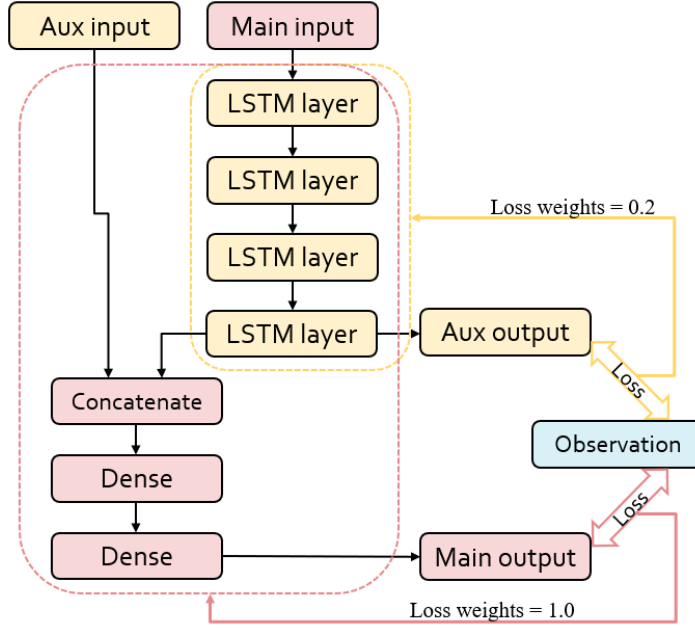 Aux input
Main input
LSTM layer
LSTM layer
Loss weights = 0.2
LSTM layer
LSTM layer
Aux output
Loss
Concatenate
Observation
Dense
Loss
Dense
Main output
Loss weights = 1.0